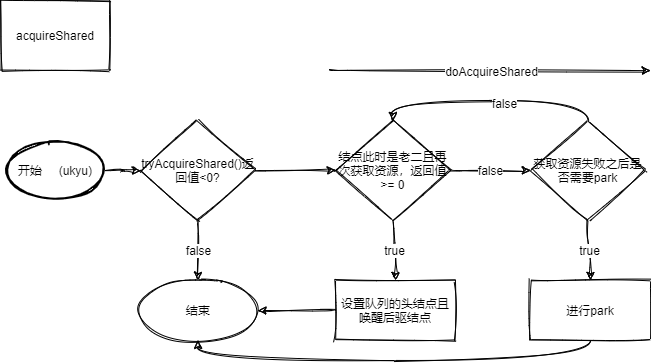 acquireShared
doAcquireShared
false
开始 (ukyu)
tryAcquireShared()返
回值<0?
结点此时是老二且再
次获取资源，返回值
>= 0
false
获取资源失败之后是
否需要park
false
true
true
结束
设置队列的头结点且
唤醒后驱结点
进行park